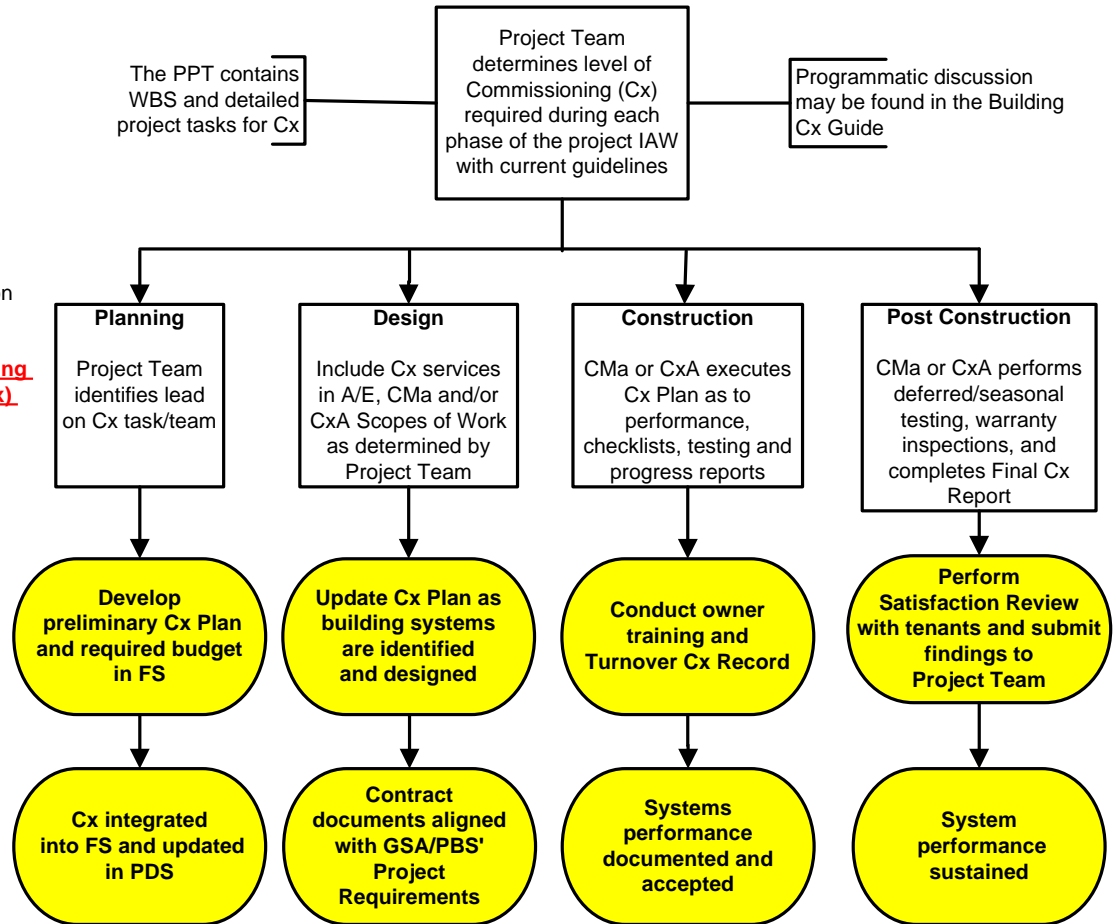 The PPT contains
WBS and detailed
project tasks for Cx
Project Team
determines level of
Commissioning (Cx)
required during each
phase of the project IAW
with current guidelines
Programmatic discussion
may be found in the Building
Cx Guide
Planning
Project Team
identifies lead
on Cx task/team
Design
Include Cx services
in A/E, CMa and/or
CxA Scopes of Work
as determined by
Project Team
Construction
CMa or CxA executes
Cx Plan as to
performance,
checklists, testing and
progress reports
Post Construction
CMa or CxA performs
deferred/seasonal
testing, warranty
inspections, and
completes Final Cx
Report
Develop
preliminary Cx Plan
and required budget
in FS
Update Cx Plan as
building systems
are identified
and designed
Conduct owner
training and
Turnover Cx Record
Perform
Satisfaction Review
with tenants and submit
findings to
Project Team
Cx integrated
into FS and updated
in PDS
Contract
documents aligned
with GSA/PBS'
Project
Requirements
Systems
performance
documented and
accepted
System
performance
sustained